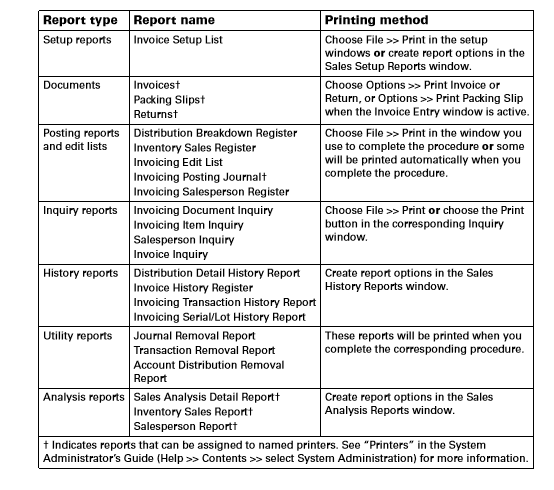 Report type Report name Printing method
Setup reports Invoice Setup List Choose File >> Print in the setup
windows or create report options in the
Sales Setup Reports window.
Documents Invoices† Choose Options >> Print Invoice or
Packing Slips† Return, or Options >> Print Packing Slip
Returns† when the Invoice Entry window is active.
Posting reports Distribution Breakdown Register Choose File >> Print in the window you
and edit lists Inventory Sales Register use to complete the procedure or some
Invoicing Edit List will be printed automatically when you
Invoicing Posting Journal† complete the procedure.
Invoicing Salesperson Register
Inquiry reports Invoicing Document Inquiry Choose File >> Print or choose the Print
Invoicing Item Inquiry button in the corresponding Inquiry
Salesperson Inquiry window.
Invoice Inquiry
History reports Distribution Detail History Report Create report options in the Sales
Invoice History Register History Reports window.
Invoicing Transaction History Report
Invoicing Serial/Lot History Report
Utility reports Journal Removal Report These reports will be printed when you
Transaction Removal Report complete the corresponding procedure.
Account Distribution Removal
Report
Analysis reports Sales Analysis Detail Report† Create report options in the Sales
Inventory Sales Report† Analysis Reports window.
Salesperson Report†
† Indicates reports that can be assigned to named printers. See “Printers” in the System
Administrator’s Guide (Help >> Contents >> select System Administration) for more information.